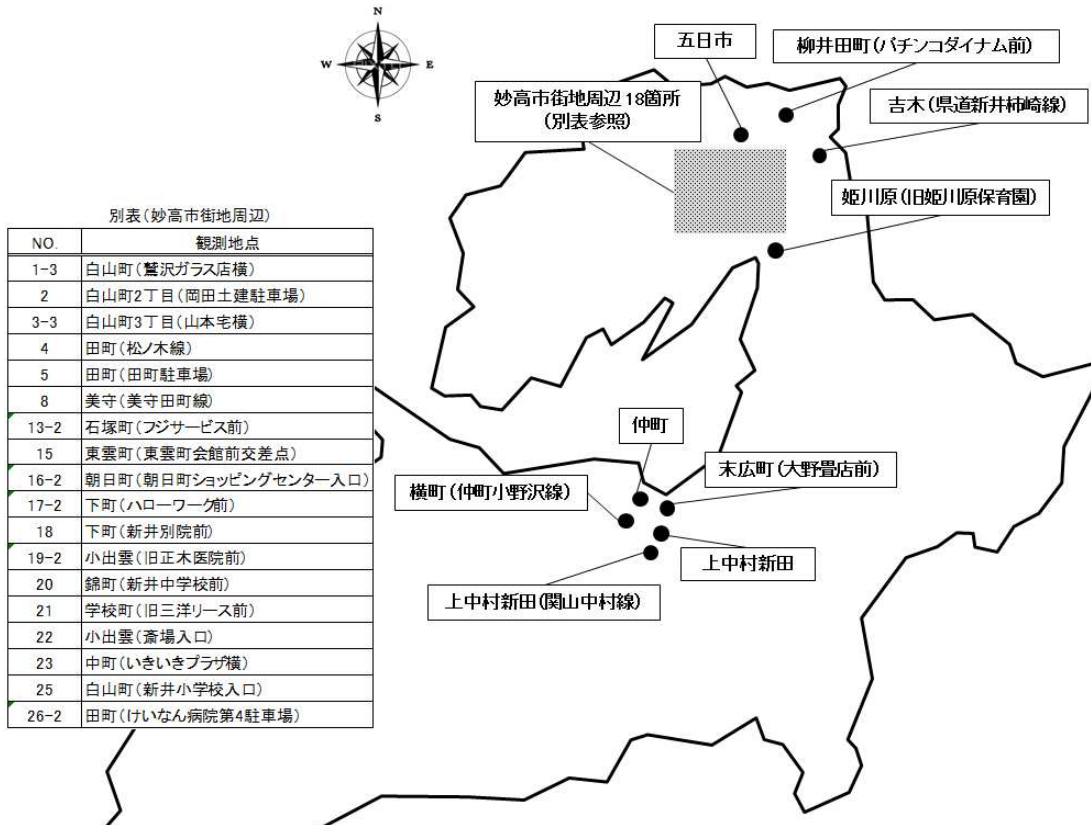 N
W E
S
五日市
柳井田町(パチンコダイナム前)
妙高市街地周辺 18箇所
(別表参照)
吉木(県道新井柿崎線)
姫川原(旧姫川原保育園)
別表(妙高市街地周辺)
NO. 観測地点
1-3 白山町(鷲沢ガラス店横)
2 白山町2丁目(岡田土建駐車場)
3-3 白山町3丁目(山本宅横)
4 田町(松ノ木線)
5 田町(田町駐車場)
8 美守(美守田町線)
13-2 石塚町(フジサービス前)
15 東雲町(東雲町会館前交差点)
16-2 朝日町(朝日町ショッピングセンター入口)
17-2 下町(ハローワーク前)
18 下町(新井別院前)
19-2 小出雲(旧正木医院前)
20 錦町(新井中学校前)
21 学校町(旧三洋リース前)
22 小出雲(斎場入口)
23 中町(いきいきプラザ横)
25 白山町(新井小学校入口)
26-2 田町(けいなん病院第4駐車場)
仲町
末広町(大野畳店前)
横町(仲町小野沢線)
上中村新田
上中村新田(関山中村線)